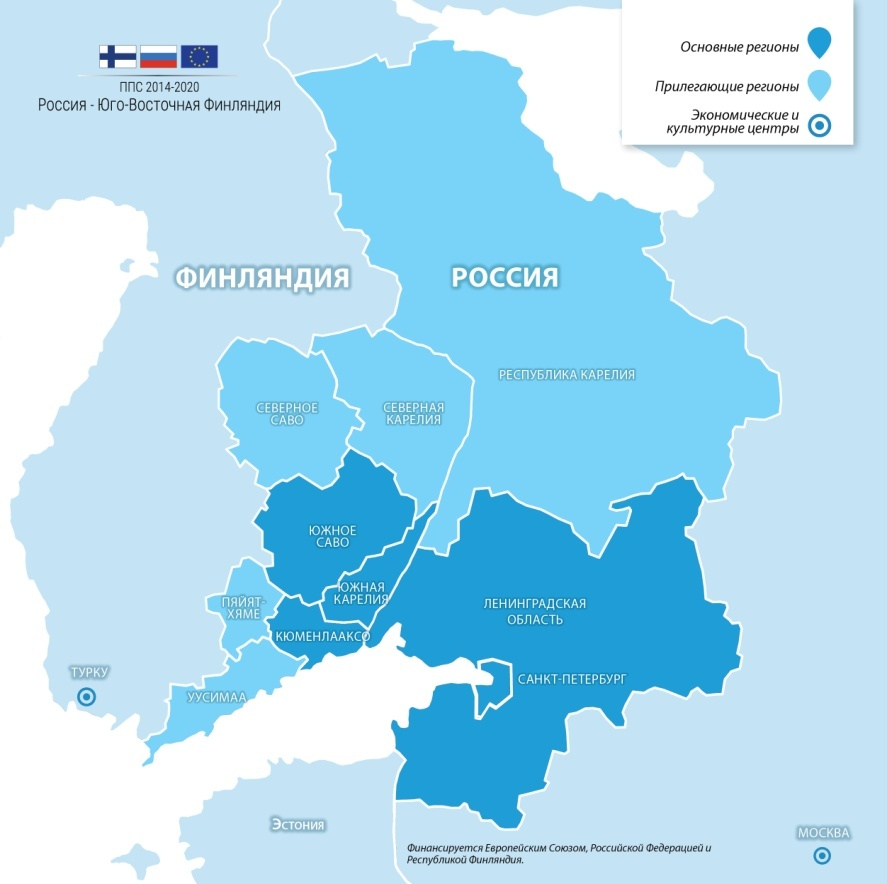 ППС 2014-2020
Россия - Юго-Восточная Финляндия
Основные регионы
Прилегающие регионы
Экономические и
культурные центры
ФИНЛЯНДИЯ
РОССИЯ
РЕСПУБЛИКА КАРЕЛИЯ
СЕВЕРНОЕ
САВО
СЕВЕРНАЯ
КАРЕЛИЯ
ЮЖНОЕ
САВО
ЮЖНАЯ
КАРЕЛИЯ
ПЯЙЯТ-
ХЯМЕ
ЛЕНИНГРАДСКАЯ
ОБЛАСТЬ
КЮМЕНЛААКСО
ТУРКУ
САНКТ-ПЕТЕРБУРГ
УУСИМАА
Эстония
МОСКВА
Финансируется Европейским Союзом, Российской Федерацией и
Республикой Финляндия.